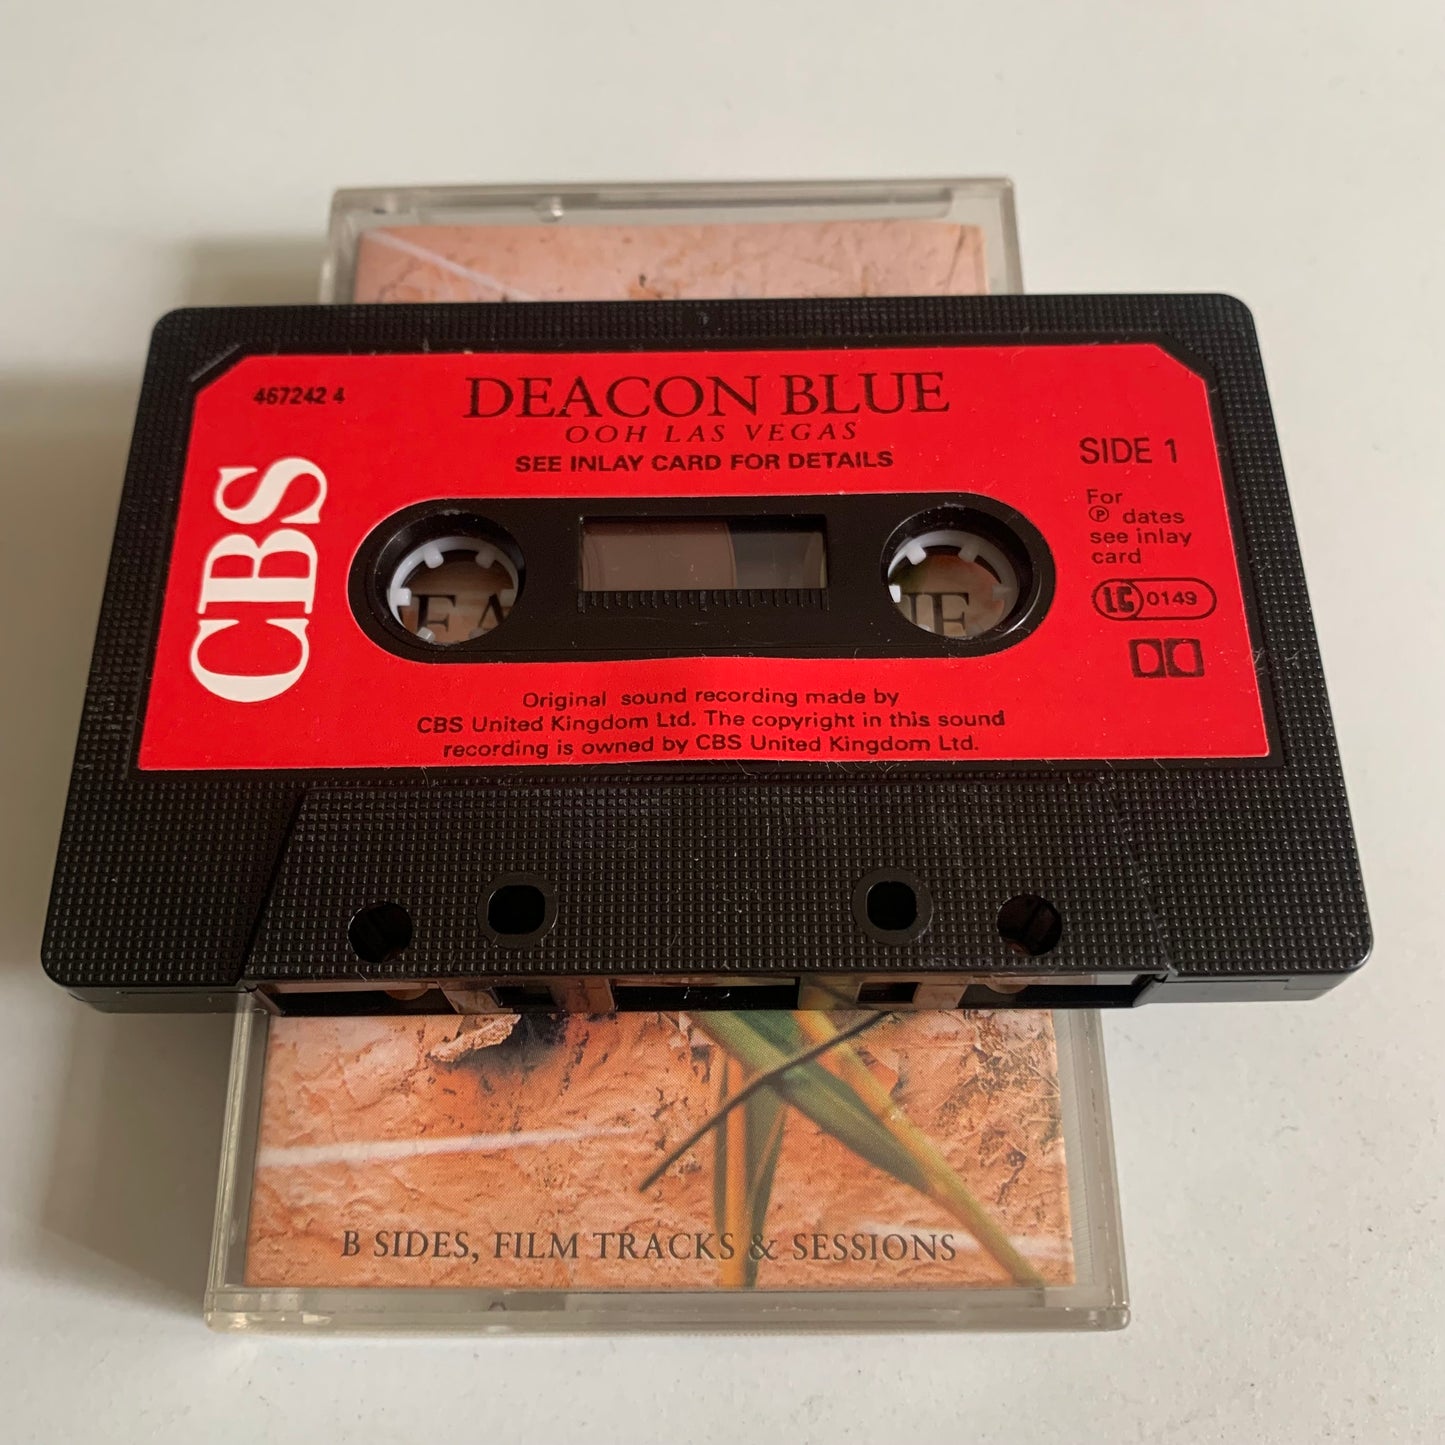 467242 4
DEACON BLUE
OOH LAS VEGAS
SEE INLAY CARD FOR DETAILS
SIDE 1
CBS
For
℗ dates
see inlay
card
LC 0149
EA
UE
Original sound recording made by
CBS United Kingdom Ltd. The copyright in this sound
recording is owned by CBS United Kingdom Ltd.
B SIDES, FILM TRACKS & SESSIONS